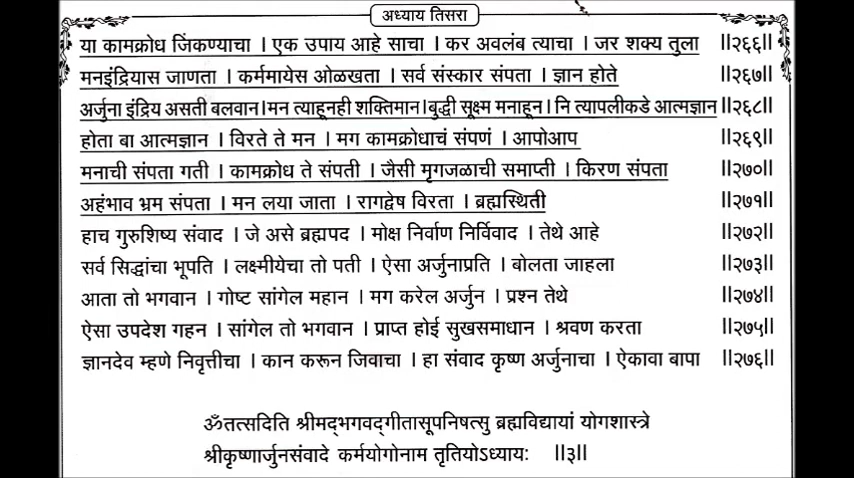 अध्याय तिसरा
या कामक्रोध जिंकण्याचा । एक उपाय आहे साचा । कर अवलंब त्याचा । जर शक्य तुला ॥२६६॥
मनइंद्रियास जाणता । कर्ममायेस ओळखता । सर्व संस्कार संपता । ज्ञान होते ॥२६७॥
अर्जुना इंद्रिय असती बलवान।मन त्याहूनही शक्तिमान।बुद्धी सूक्ष्म मनाहून। नि त्यापलीकडे आत्मज्ञान ॥२६८॥
होता बा आत्मज्ञान । विरते ते मन । मग कामक्रोधाचं संपणं । आपोआप ॥२६९॥
मनाची संपता गती । कामक्रोध ते संपती । जैसी मृगजळाची समाप्ती । किरण संपता ॥२७०॥
अहंभाव भ्रम संपता । मन लया जाता । रागद्वेष विरता । ब्रह्मस्थिती ॥२७१॥
हाच गुरुशिष्य संवाद । जे असे ब्रह्मपद । मोक्ष निर्वाण निर्विवाद । तेथे आहे ॥२७२॥
सर्व सिद्धांचा भूपति । लक्ष्मीयेचा तो पती । ऐसा अर्जुनाप्रति । बोलता जाहला ॥२७३॥
आता तो भगवान । गोष्ट सांगेल महान । मग करेल अर्जुन । प्रश्न तेथे ॥२७४॥
ऐसा उपदेश गहन । सांगेल तो भगवान । प्राप्त होई सुखसमाधान । श्रवण करता ॥२७५॥
ज्ञानदेव म्हणे निवृत्तीचा । कान करून जिवाचा । हा संवाद कृष्ण अर्जुनाचा । ऐकावा बापा ॥२७६॥
ॐतत्सदिति श्रीमद्भगवद्गीतासूपनिषत्सु ब्रह्मविद्यायां योगशास्त्रे
श्रीकृष्णार्जुनसंवादे कर्मयोगोनाम तृतियोऽध्यायः ॥३॥